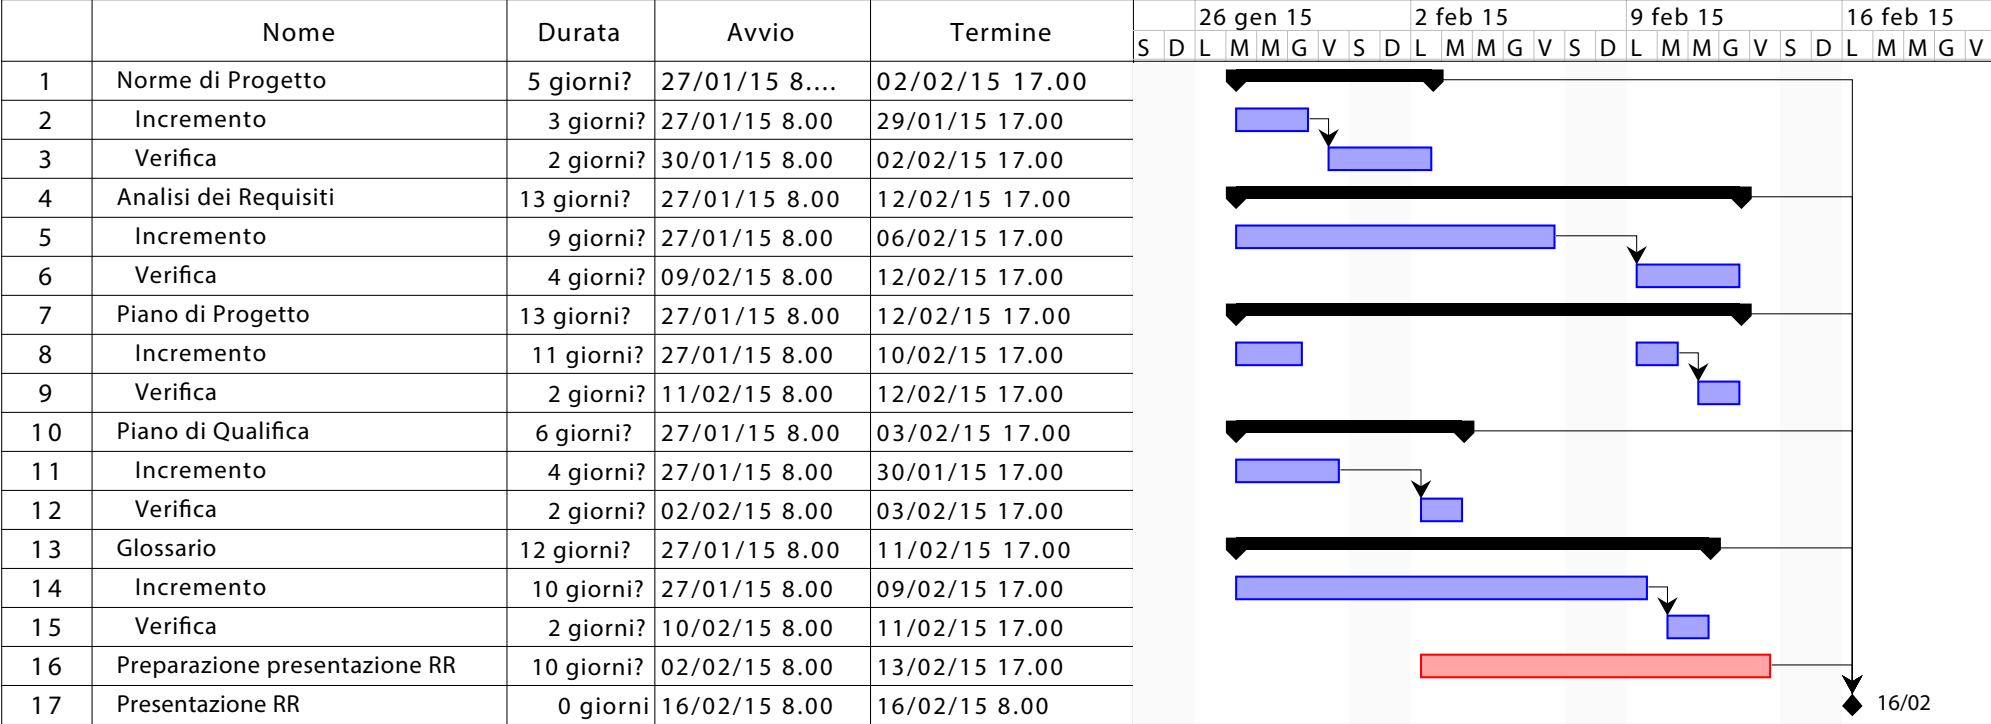 26 gen 15 2 feb 15 9 feb 15 16 feb 15
Nome Durata Avvio Termine
S D L M M G V S D L M M G V S D L M M G V S D L M M G V
1 Norme di Progetto 5 giorni? 27/01/15 8.... 02/02/15 17.00
2 Incremento 3 giorni? 27/01/15 8.00 29/01/15 17.00
3 Verifica 2 giorni? 30/01/15 8.00 02/02/15 17.00
4 Analisi dei Requisiti 13 giorni? 27/01/15 8.00 12/02/15 17.00
5 Incremento 9 giorni? 27/01/15 8.00 06/02/15 17.00
6 Verifica 4 giorni? 09/02/15 8.00 12/02/15 17.00
7 Piano di Progetto 13 giorni? 27/01/15 8.00 12/02/15 17.00
8 Incremento 11 giorni? 27/01/15 8.00 10/02/15 17.00
9 Verifica 2 giorni? 11/02/15 8.00 12/02/15 17.00
10 Piano di Qualifica 6 giorni? 27/01/15 8.00 03/02/15 17.00
11 Incremento 4 giorni? 27/01/15 8.00 30/01/15 17.00
12 Verifica 2 giorni? 02/02/15 8.00 03/02/15 17.00
13 Glossario 12 giorni? 27/01/15 8.00 11/02/15 17.00
14 Incremento 10 giorni? 27/01/15 8.00 09/02/15 17.00
15 Verifica 2 giorni? 10/02/15 8.00 11/02/15 17.00
16 Preparazione presentazione RR 10 giorni? 02/02/15 8.00 13/02/15 17.00
17 Presentazione RR 0 giorni 16/02/15 8.00 16/02/15 8.00 16/02